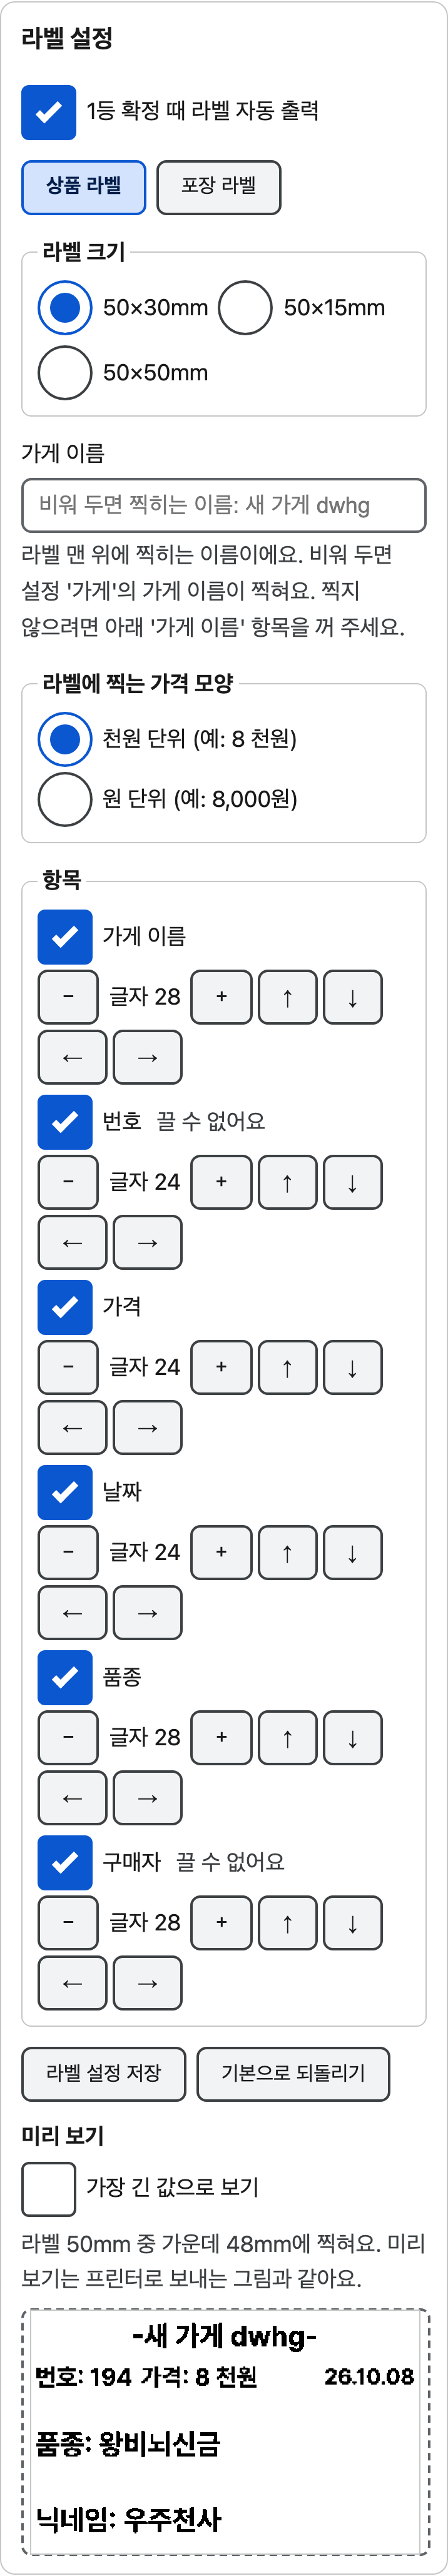 라벨 설정
1등 확정 때 라벨 자동 출력
상품 라벨 포장 라벨
라벨 크기
50×30mm 50×15mm
50×50mm
가게 이름
비워 두면 찍히는 이름: 새 가게 dwhg
라벨 맨 위에 찍히는 이름이에요. 비워 두면
설정 '가게'의 가게 이름이 찍혀요. 찍지
않으려면 아래 '가게 이름' 항목을 꺼 주세요.
라벨에 찍는 가격 모양
천원 단위 (예: 8 천원)
원 단위 (예: 8,000원)
항목
가게 이름
− 글자 28 + ↑ ↓
← →
번호 끌 수 없어요
− 글자 24 + ↑ ↓
← →
가격
− 글자 24 + ↑ ↓
← →
날짜
− 글자 24 + ↑ ↓
← →
품종
− 글자 28 + ↑ ↓
← →
구매자 끌 수 없어요
− 글자 28 + ↑ ↓
← →
라벨 설정 저장 기본으로 되돌리기
미리 보기
가장 긴 값으로 보기
라벨 50mm 중 가운데 48mm에 찍혀요. 미리
보기는 프린터로 보내는 그림과 같아요.
-새 가게 dwhg-
번호: 194 가격: 8 천원 26.10.08
품종: 왕비뇌신금
닉네임: 우주천사